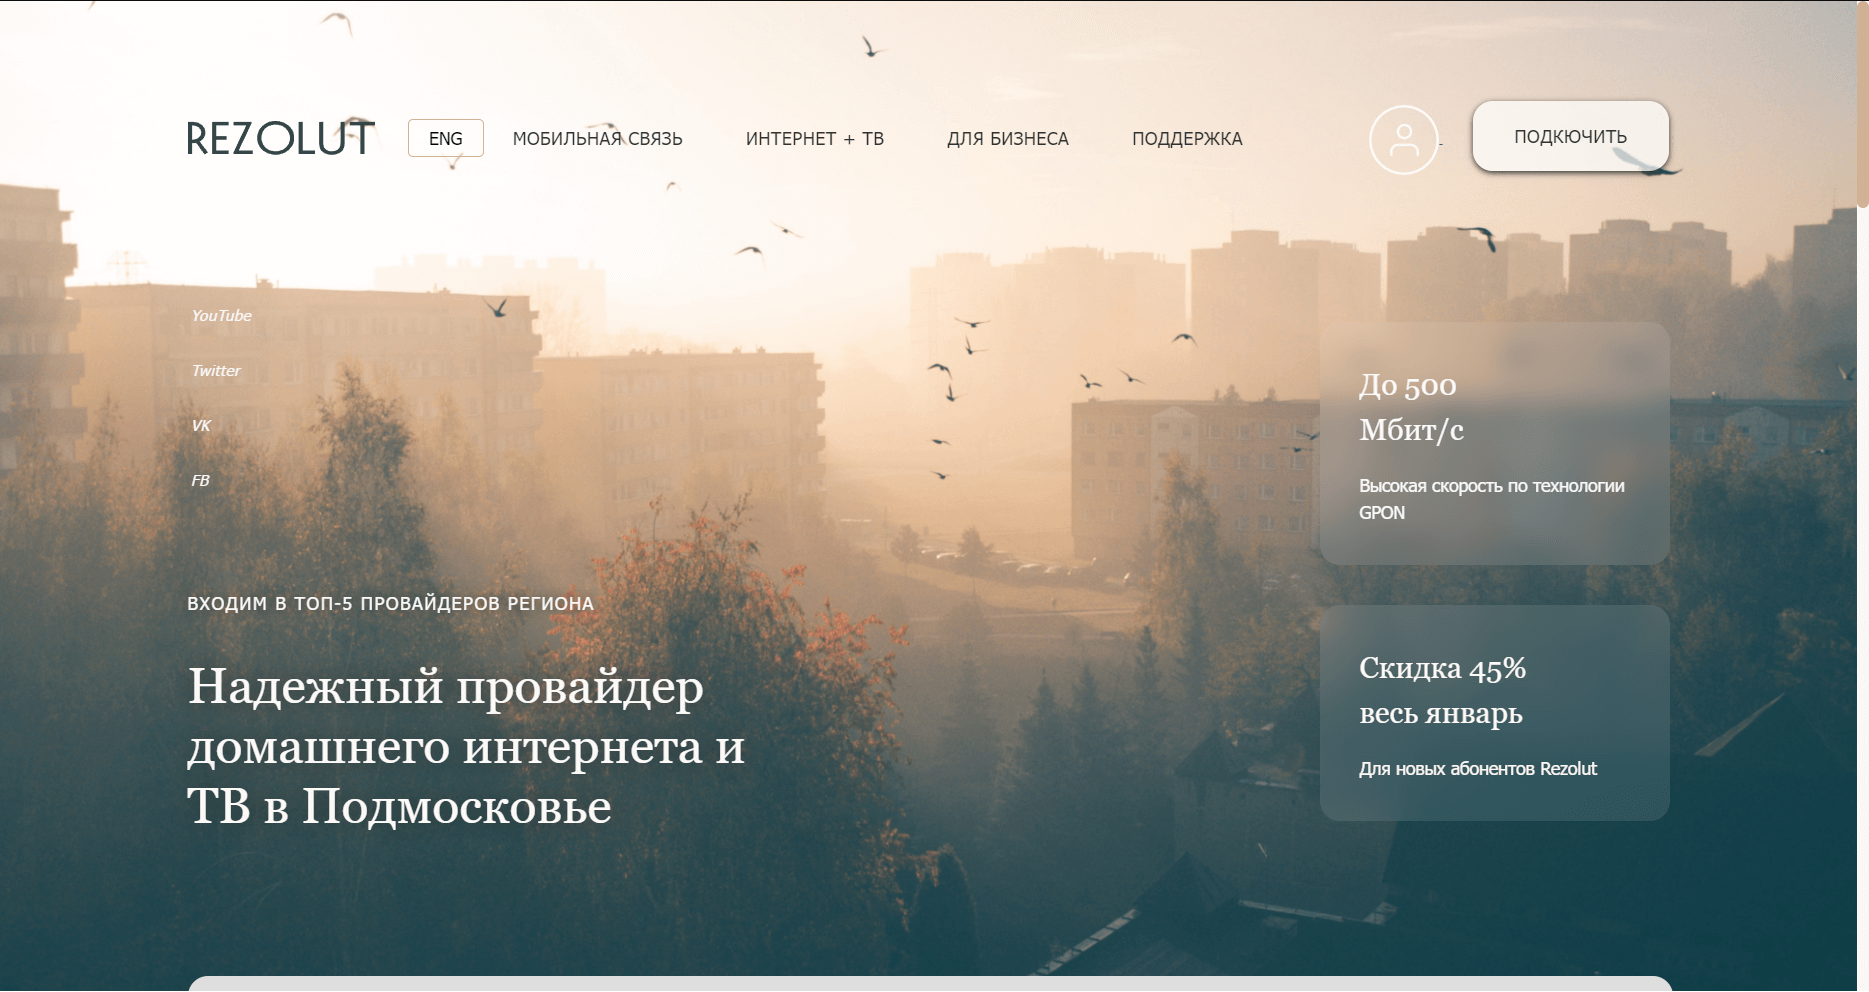 REZOLUT
ENG
МОБИЛЬНАЯ СВЯЗЬ
ИНТЕРНЕТ + ТВ
ДЛЯ БИЗНЕСА
ПОДДЕРЖКА
ПОДКЮЧИТЬ
YouTube
Twitter
VK
FB
До 500
Мбит/с
Высокая скорость по технологии
GPON
ВХОДИМ В ТОП-5 ПРОВАЙДЕРОВ РЕГИОНА
Надежный провайдер
домашнего интернета и
ТВ в Подмосковье
Скидка 45%
весь январь
Для новых абонентов Rezolut